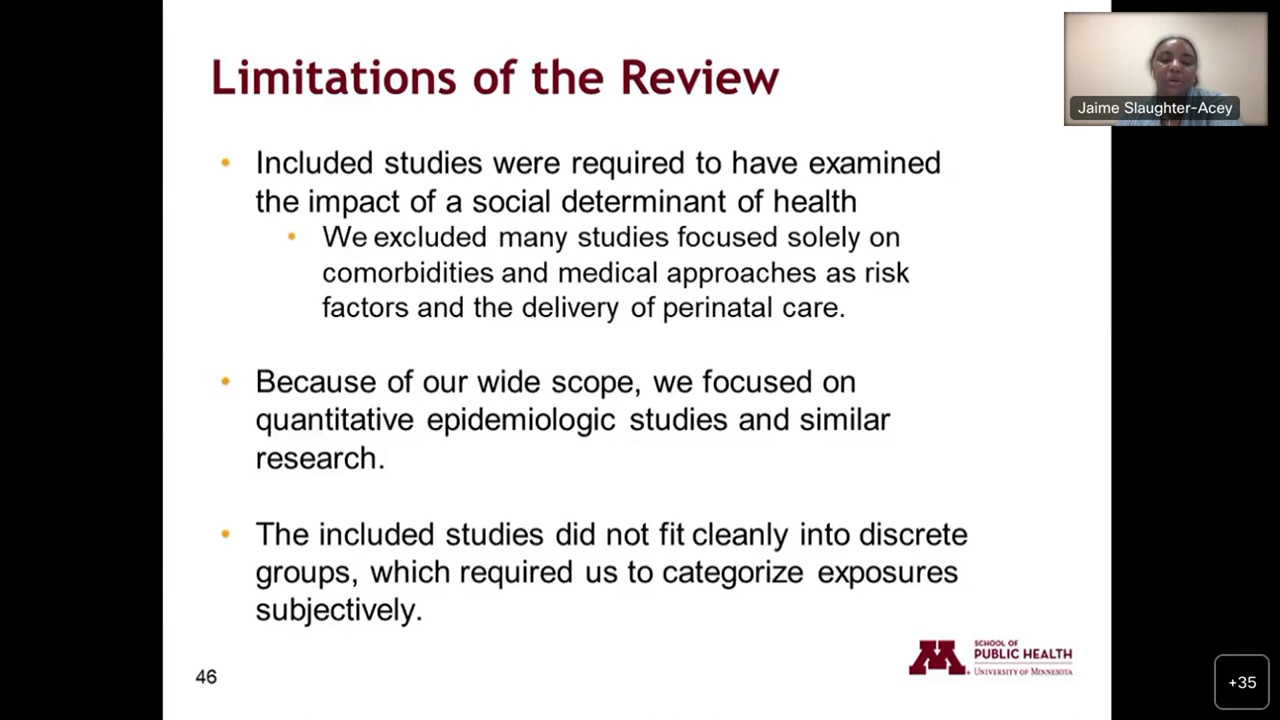 Limitations of the Review
Jaime Slaughter-Acey
• Included studies were required to have examined
the impact of a social determinant of health
• We excluded many studies focused solely on
comorbidities and medical approaches as risk
factors and the delivery of perinatal care.
• Because of our wide scope, we focused on
quantitative epidemiologic studies and similar
research.
• The included studies did not fit cleanly into discrete
groups, which required us to categorize exposures
subjectively.
46
M
SCHOOL OF
PUBLIC HEALTH
UNIVERSITY OF MINNESOTA
+35